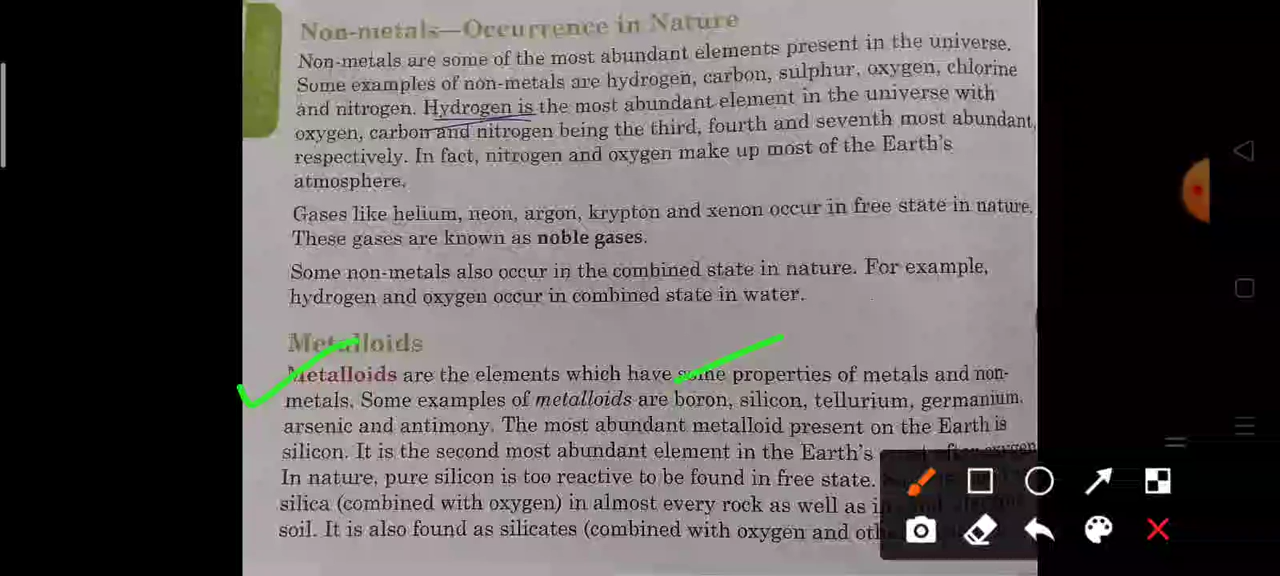 Non-metals—Occurrence in Nature
Non-metals are some of the most abundant elements present in the universe.
Some examples of non-metals are hydrogen, carbon, sulphur, oxygen, chlorine
and nitrogen. Hydrogen is the most abundant element in the universe with
oxygen, carbon and nitrogen being the third, fourth and seventh most abundant,
respectively. In fact, nitrogen and oxygen make up most of the Earth's
atmosphere.
Gases like helium, neon, argon, krypton and xenon occur in free state in nature.
These gases are known as noble gases.
Some non-metals also occur in the combined state in nature. For example,
hydrogen and oxygen occur in combined state in water.
Metalloids
Metalloids are the elements which have some properties of metals and non-
metals. Some examples of metalloids are boron, silicon, tellurium, germanium,
arsenic and antimony. The most abundant metalloid present on the Earth is
silicon. It is the second most abundant element in the Earth's after oxygen
In nature, pure silicon is too reactive to be found in free state.
silica (combined with oxygen) in almost every rock as well as in
soil. It is also found as silicates (combined with oxygen and